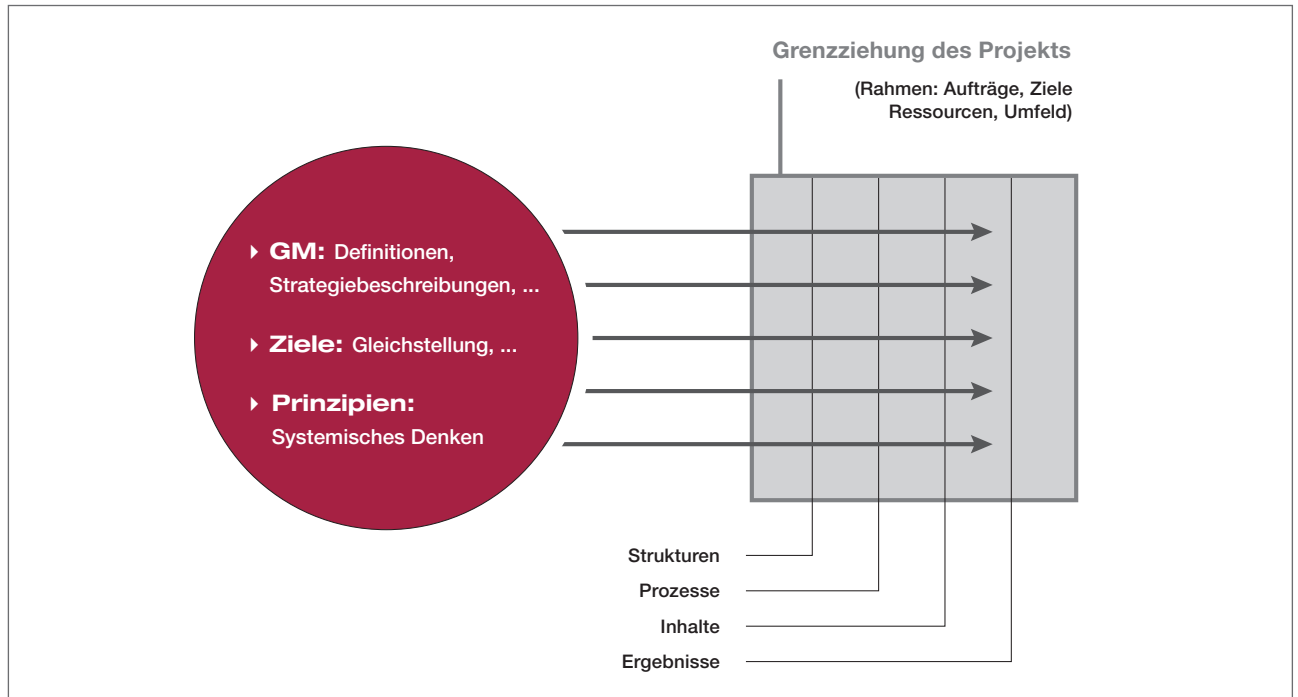 Grenzziehung des Projekts
(Rahmen: Aufträge, Ziele
Ressourcen, Umfeld)
GM: Definitionen,
Strategiebeschreibungen, ...
Ziele: Gleichstellung, ...
Prinzipien:
Systemisches Denken
Strukturen
Prozesse
Inhalte
Ergebnisse